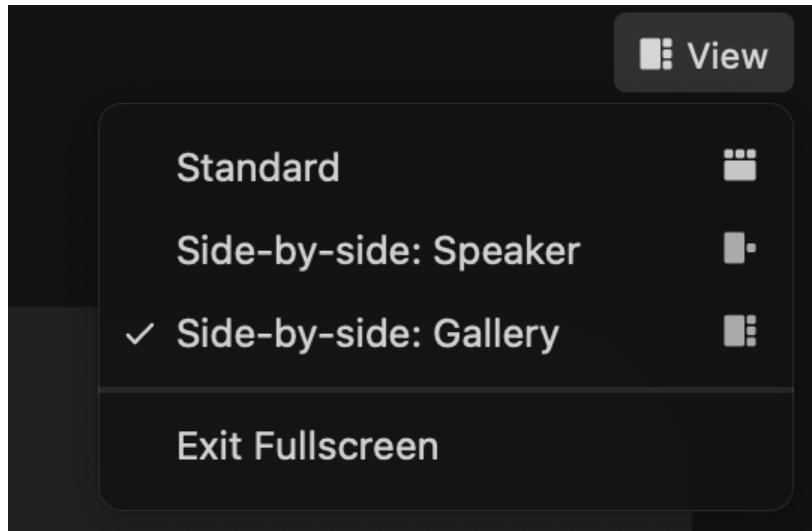 View
Standard
Side-by-side: Speaker
Side-by-side: Gallery
Exit Fullscreen